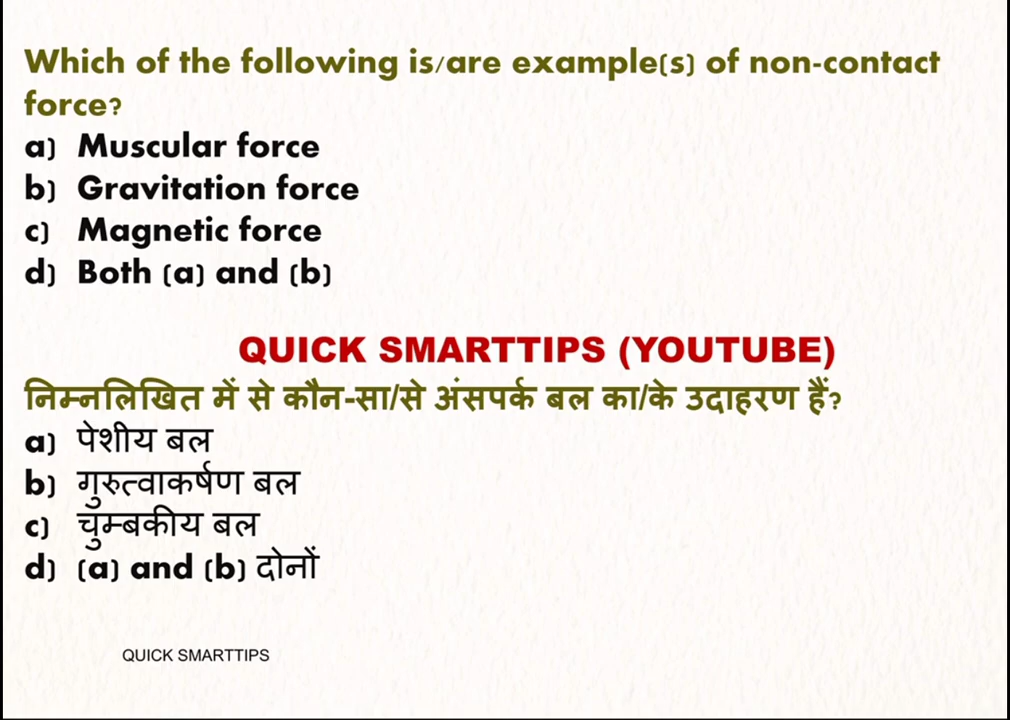 Which of the following is/are example(s) of non-contact
force?
a) Muscular force
b) Gravitation force
c) Magnetic force
d) Both (a) and (b)
QUICK SMARTTIPS (YOUTUBE)
निम्नलिखित में से कौन-सा/से अंसपर्क बल का/के उदाहरण हैं?
a) पेशीय बल
b) गुरुत्वाकर्षण बल
c) चुम्बकीय बल
d) (a) and (b) दोनों
QUICK SMARTTIPS